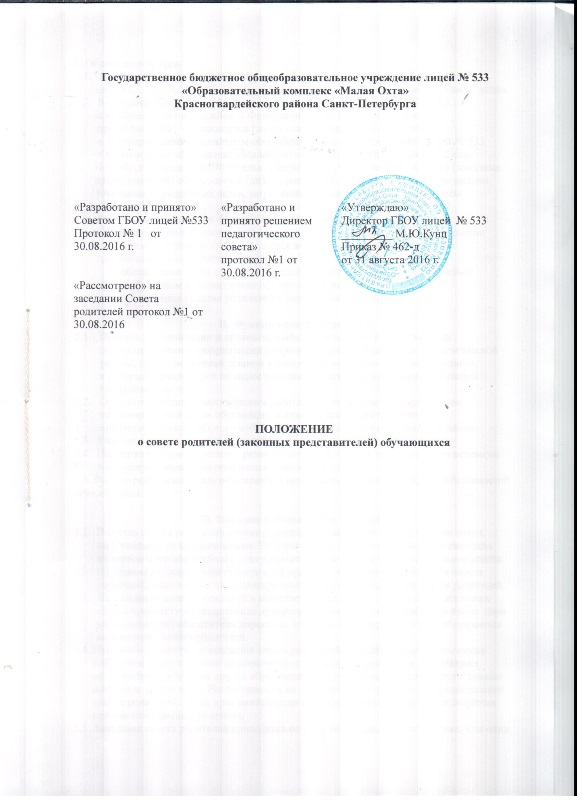 Государственное бюджетное общеобразовательное учреждение лицей № 533
«Образовательный комплекс «Малая Охта»
Красногвардейского района Санкт-Петербурга
«Разработано и принято»
Советом ГБОУ лицей №533
Протокол № 1 от
30.08.2016 г.
«Рассмотрено» на
заседании Совета
родителей протокол №1 от
30.08.2016
«Разработано и
принято решением
педагогического
совета»
протокол №1 от
30.08.2016 г.
«Утверждаю»
Директор ГБОУ лицей № 533
М.Ю.Кунц
Приказ № 462-д
от 31 августа 2016 г.
ПОЛОЖЕНИЕ
о совете родителей (законных представителей) обучающихся